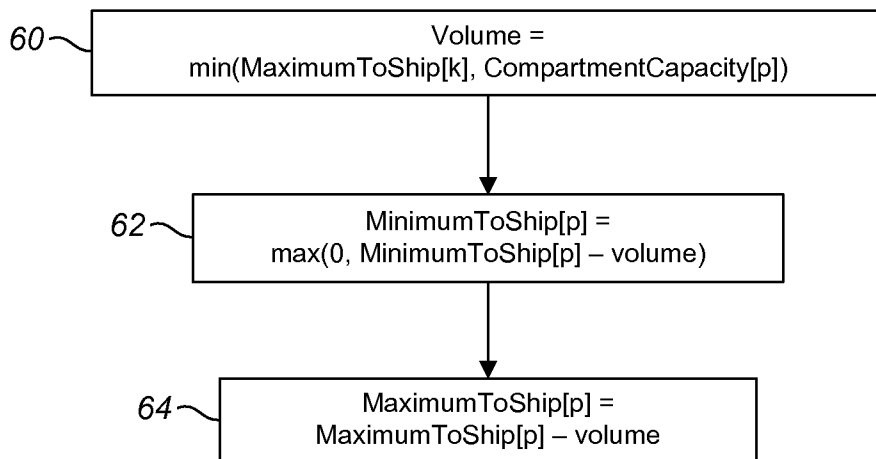 60
Volume =
min(MaximumToShip[k], CompartmentCapacity[p])
62
MinimumToShip[p] =
max(0, MinimumToShip[p] – volume)
64
MaximumToShip[p] =
MaximumToShip[p] – volume